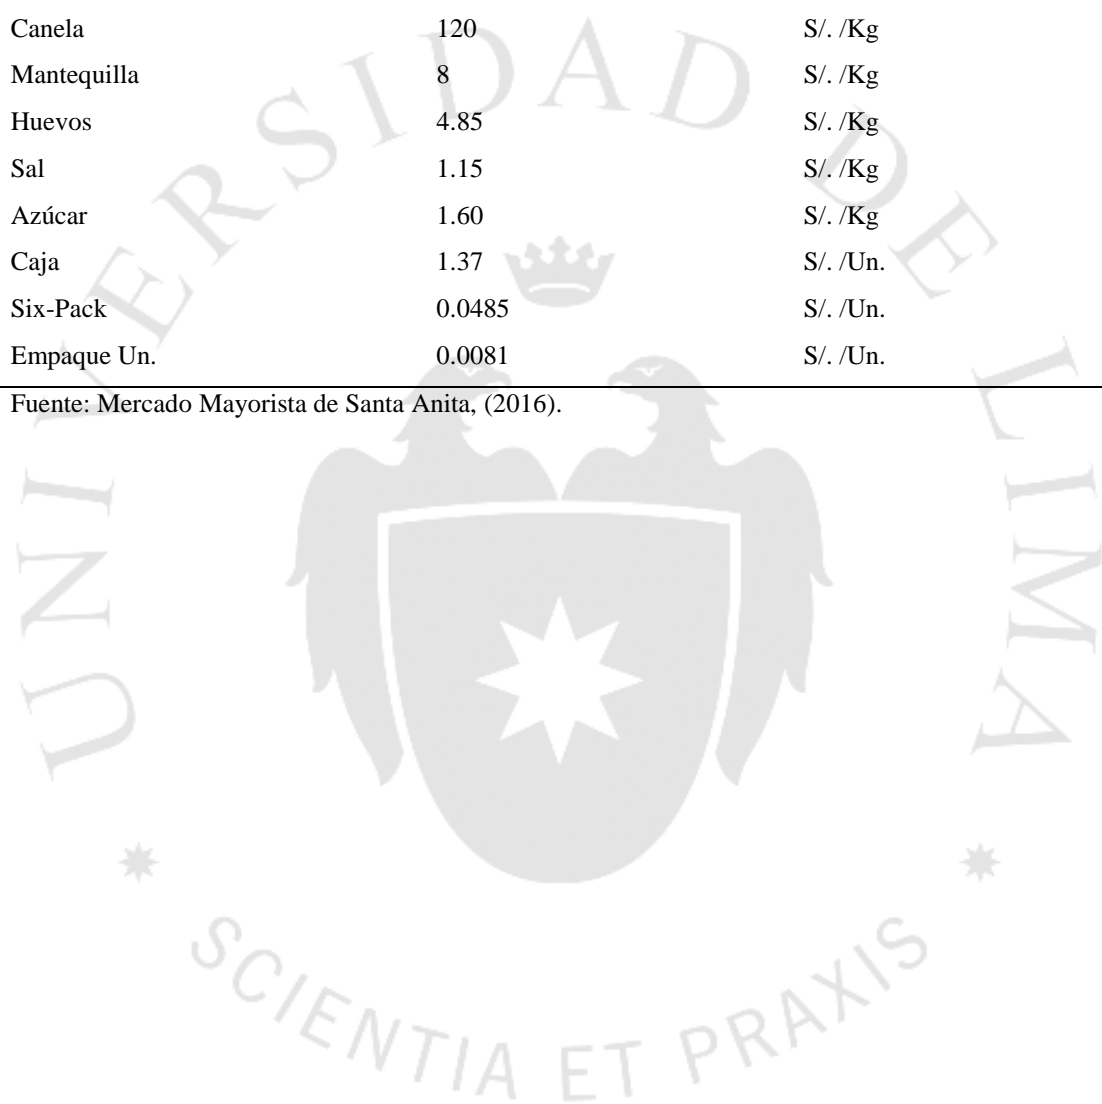 Canela 120 S/. /Kg
Mantequilla 8 S/. /Kg
Huevos 4.85 S/. /Kg
Sal 1.15 S/. /Kg
Azúcar 1.60 S/. /Kg
Caja 1.37 S/. /Un.
Six-Pack 0.0485 S/. /Un.
Empaque Un. 0.0081 S/. /Un.
Fuente: Mercado Mayorista de Santa Anita, (2016).
UNIVERSIDAD DE LIMA
SCIENTIA ET PRAXIS